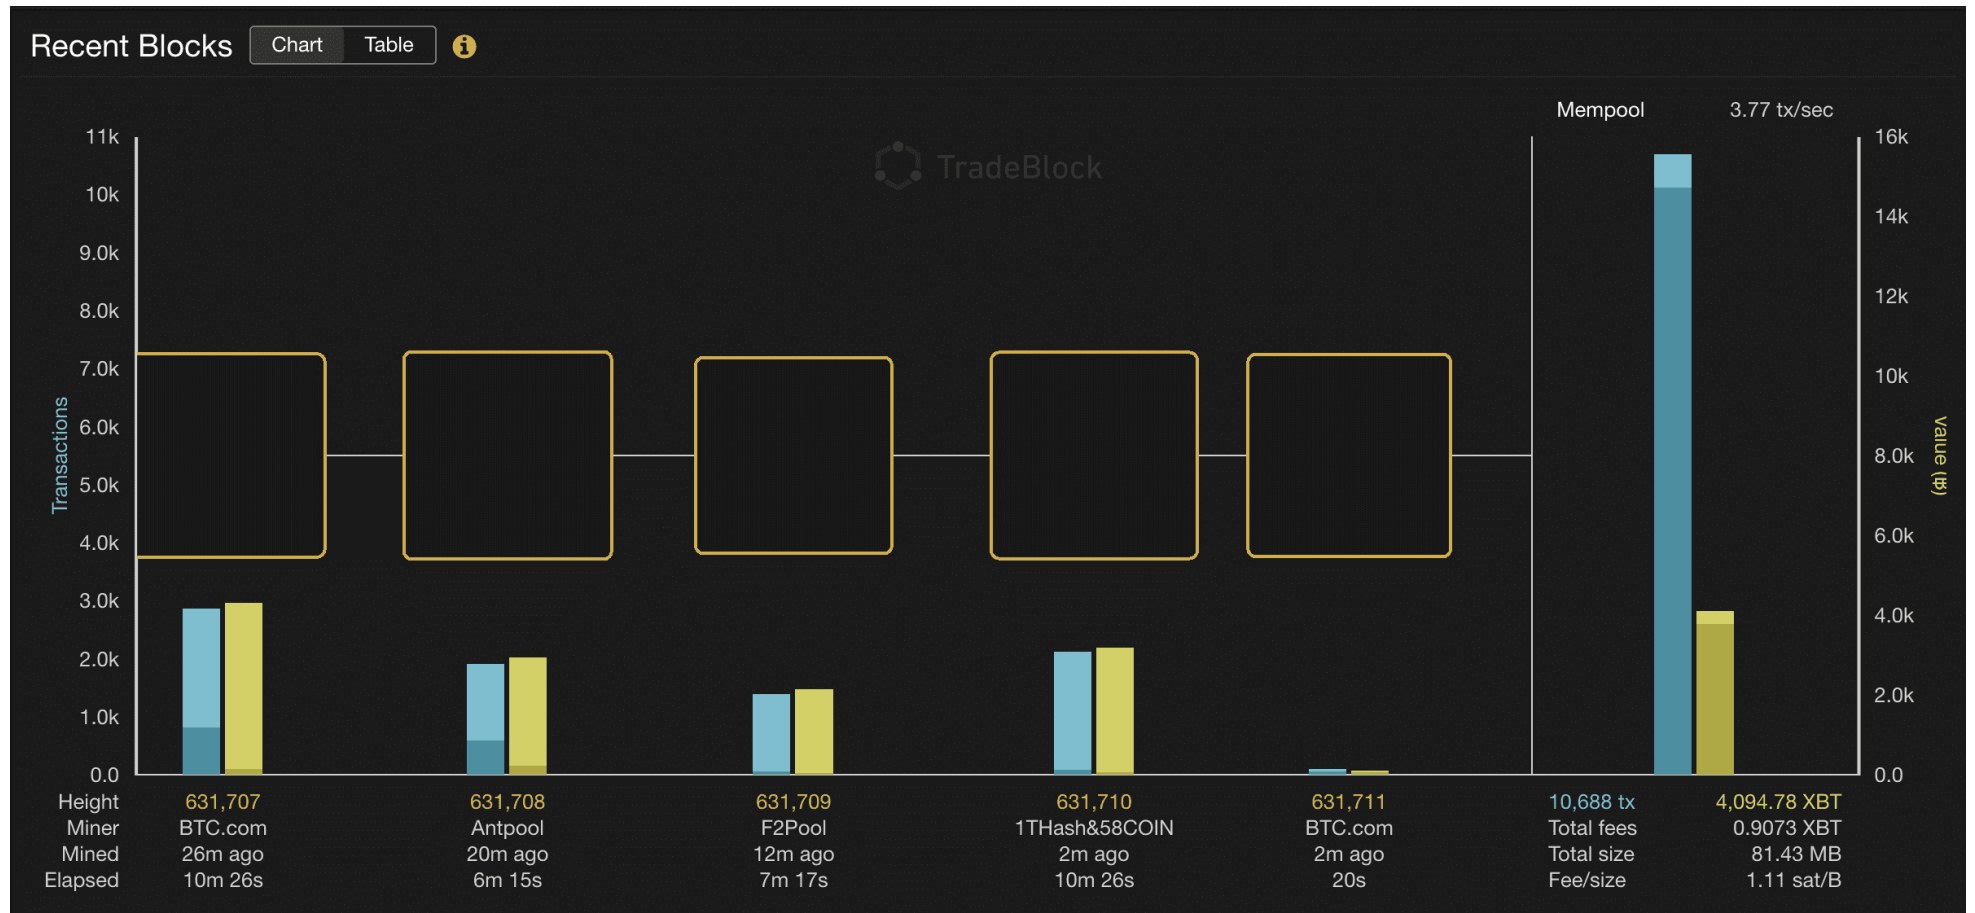 Recent Blocks Chart Table
Mempool 3.77 tx/sec
TradeBlock
11k
10k
9.0k
8.0k
7.0k
6.0k
5.0k
4.0k
3.0k
2.0k
1.0k
0.0
Transactions
16k
14k
12k
10k
8.0k
6.0k
4.0k
2.0k
0.0
Value (฿)
Height 631,707 631,708 631,709 631,710 631,711 10,688 tx 4,094.78 XBT
Miner BTC.com Antpool F2Pool 1THash&58COIN BTC.com Total fees 0.9073 XBT
Mined 26m ago 20m ago 12m ago 2m ago 2m ago Total size 81.43 MB
Elapsed 10m 26s 6m 15s 7m 17s 10m 26s 20s Fee/size 1.11 sat/B